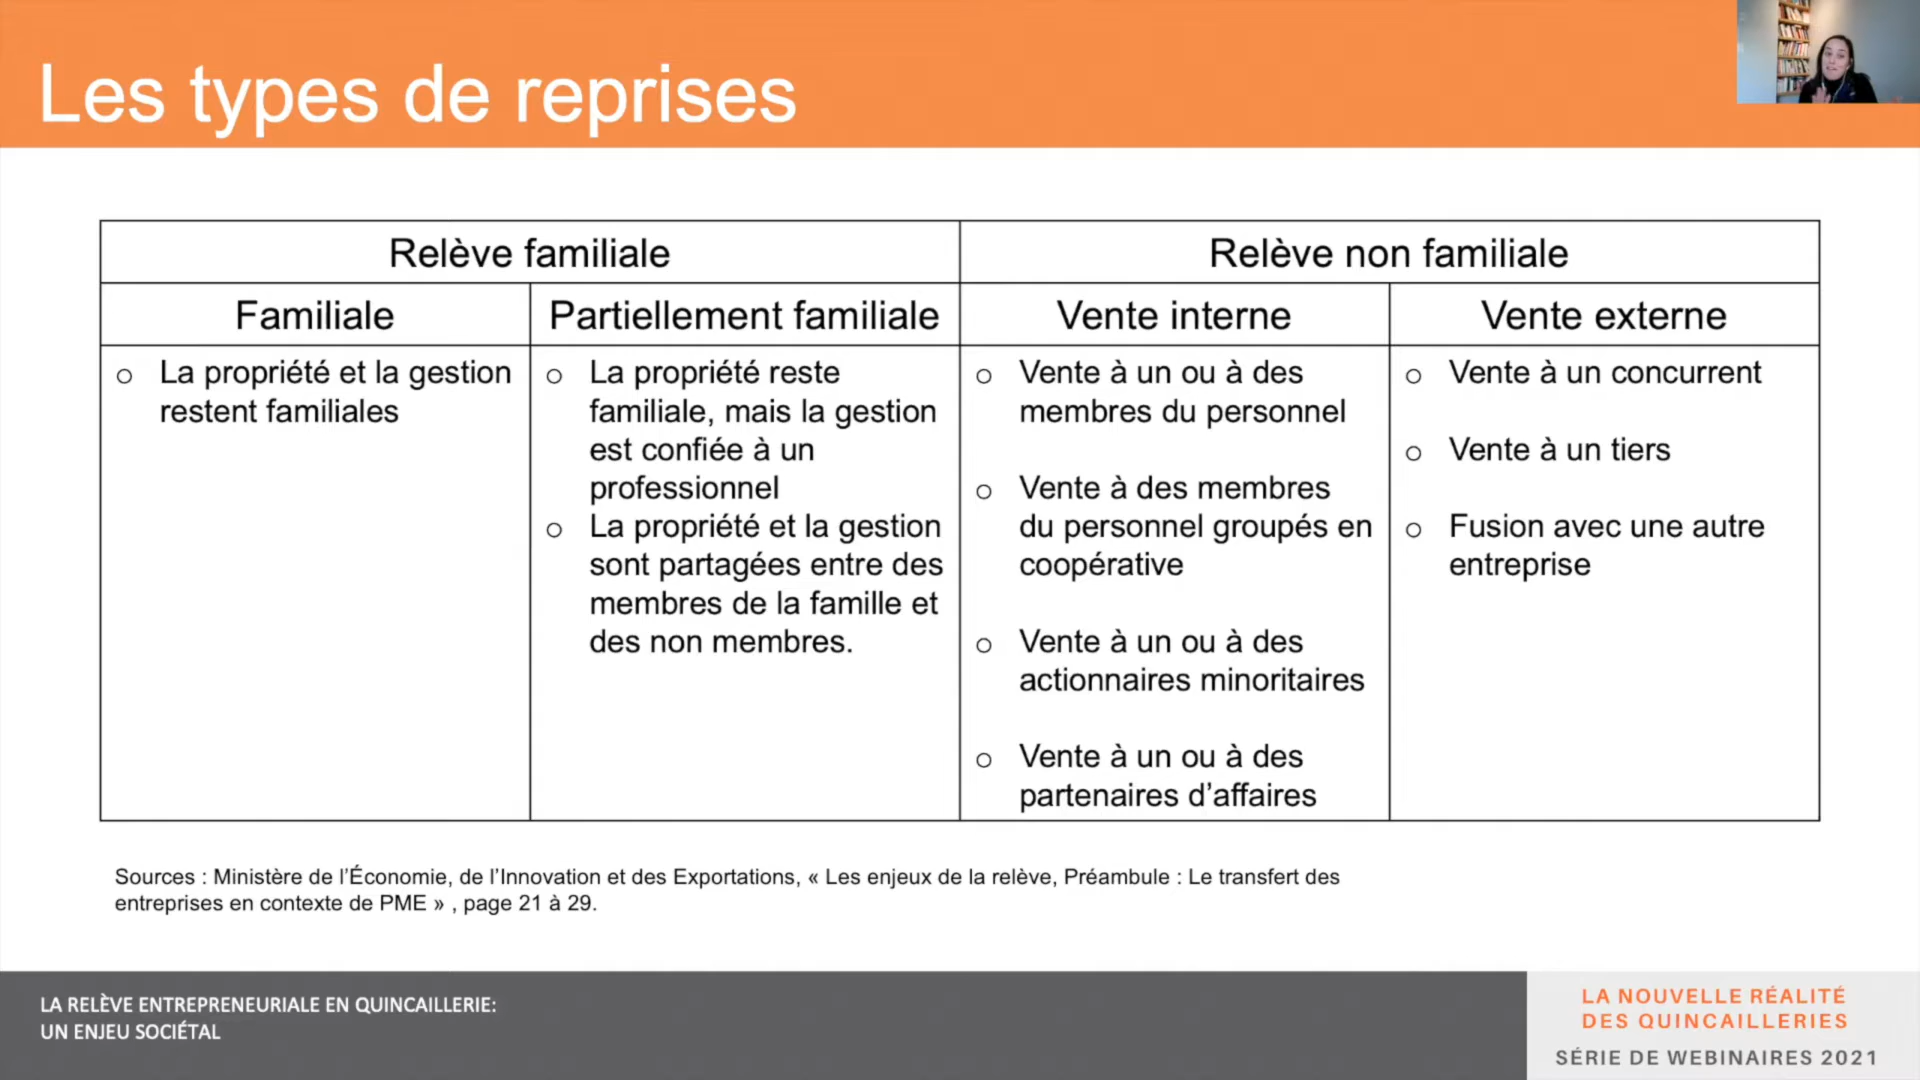 Les types de reprises
Relève familiale
Relève non familiale
Familiale
Partiellement familiale
Vente interne
Vente externe
o La propriété et la gestion
restent familiales
o La propriété reste
familiale, mais la gestion
est confiée à un
professionnel
o La propriété et la gestion
sont partagées entre des
membres de la famille et
des non membres.
o Vente à un ou à des
membres du personnel
o Vente à des membres
du personnel groupés en
coopérative
o Vente à un ou à des
actionnaires minoritaires
o Vente à un ou à des
partenaires d’affaires
o Vente à un concurrent
o Vente à un tiers
o Fusion avec une autre
entreprise
Sources : Ministère de l’Économie, de l’Innovation et des Exportations, « Les enjeux de la relève, Préambule : Le transfert des
entreprises en contexte de PME » , page 21 à 29.
LA RELÈVE ENTREPRENEURIALE EN QUINCAILLERIE:
UN ENJEU SOCIÉTAL
LA NOUVELLE RÉALITÉ
DES QUINCAILLERIES
SÉRIE DE WEBINAIRES 2021